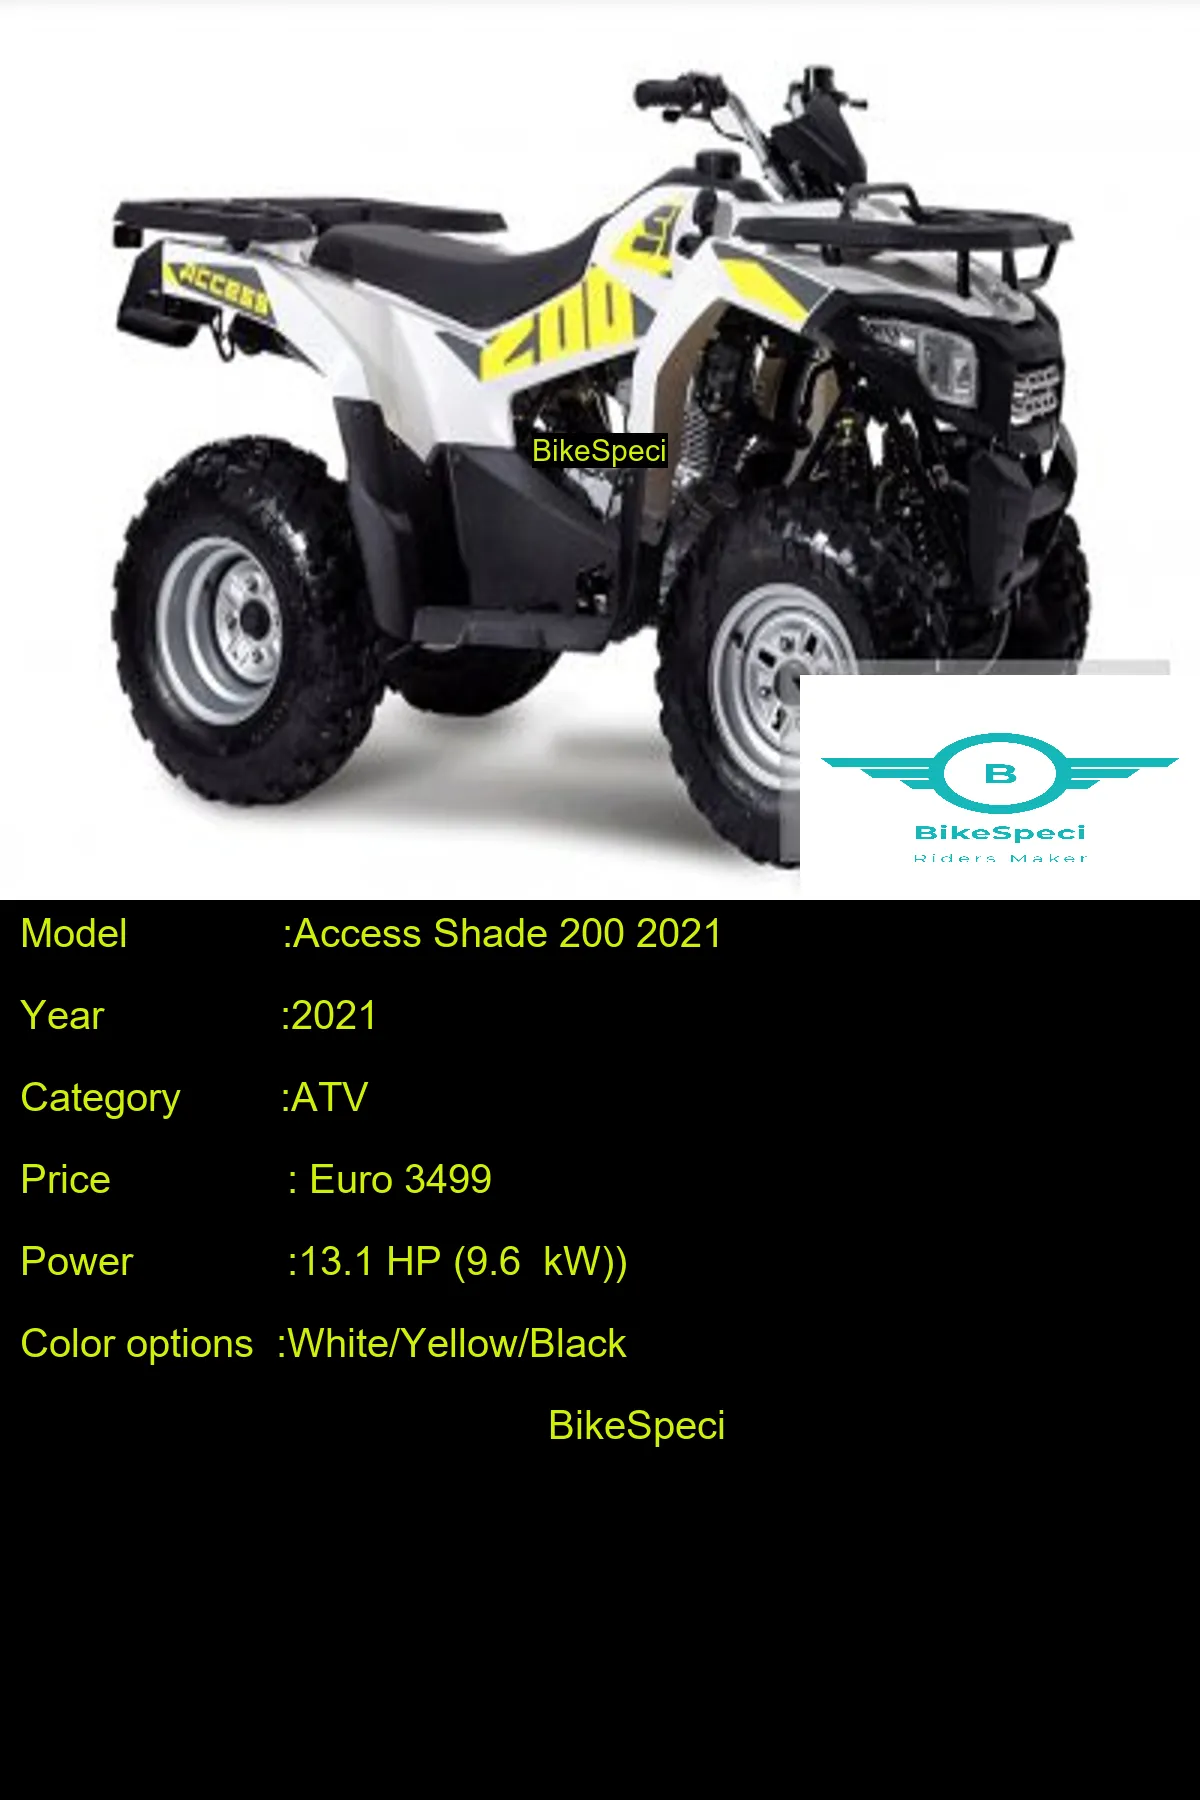 ACCESS
200
BikeSpeci
B
BikeSpeci
Riders Maker
Model :Access Shade 200 2021
Year :2021
Category :ATV
Price : Euro 3499
Power :13.1 HP (9.6 kW))
Color options :White/Yellow/Black
BikeSpeci